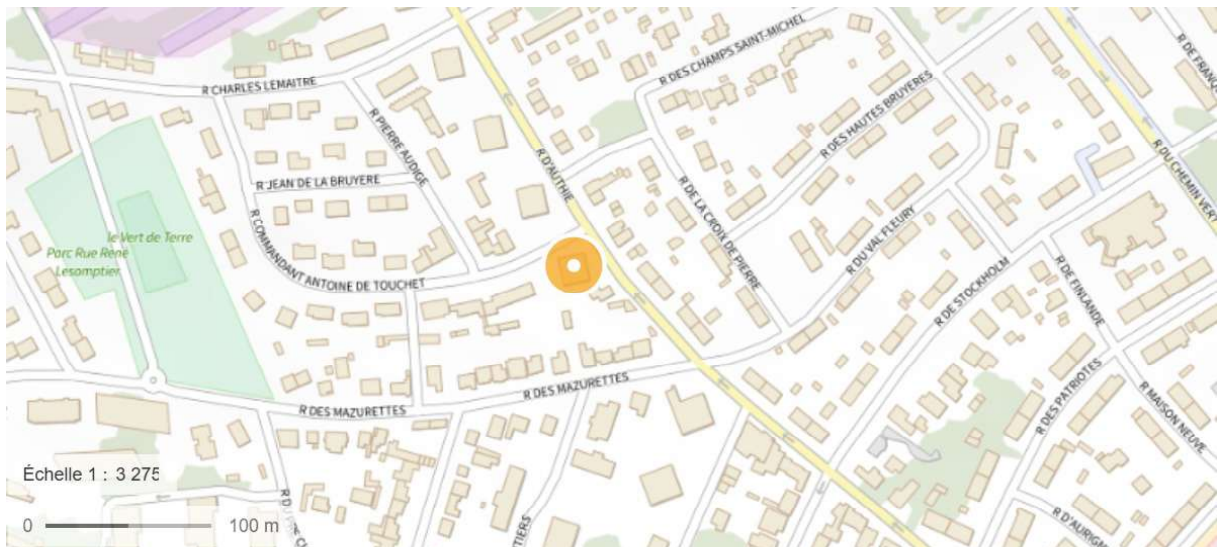 R DES CHAMPS SAINT-MICHEL
R DE FRANC
R CHARLES LEMAITRE
R PIERRE AUDIGE
R D'AUTHIE
R DES HAUTES BRUYERES
R DU CHEMIN VERT
R JEAN DE LA BRUYERE
R COMMANDANT ANTOINE DE TOUCHET
R DE LA CROIX DE PIERRE
R DU VAL FLEURY
le Vert de Terre
Parc Rue René
Lesomptier
R DE STOCKHOLM
R DE FINLANDE
R DES MAZURETTES
R DES MAZURETTES
R DES PATRIOTES
R MAISON NEUVE
Échelle 1 : 3 275
0 100 m
TIERS
R D'AURIGN